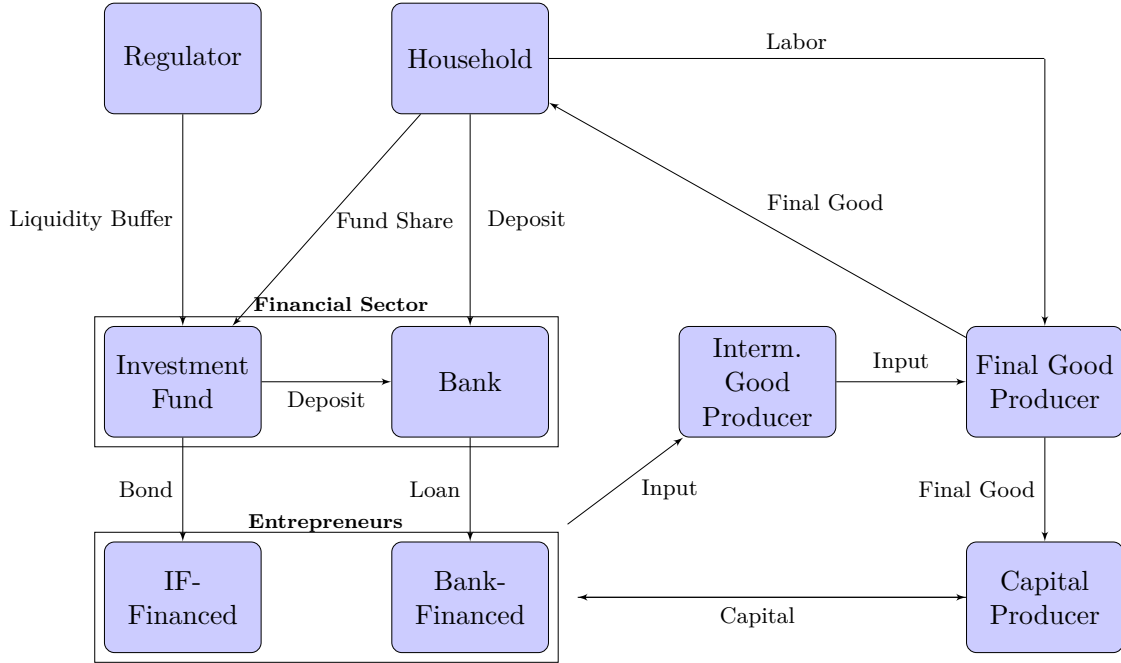 Regulator
Household
Labor
Final Good
Liquidity Buffer
Fund Share
Deposit
Financial Sector
Investment
Fund
Deposit
Bank
Interm.
Good
Producer
Input
Final Good
Producer
Bond
Loan
Input
Final Good
Entrepreneurs
IF-
Financed
Bank-
Financed
Capital
Capital
Producer